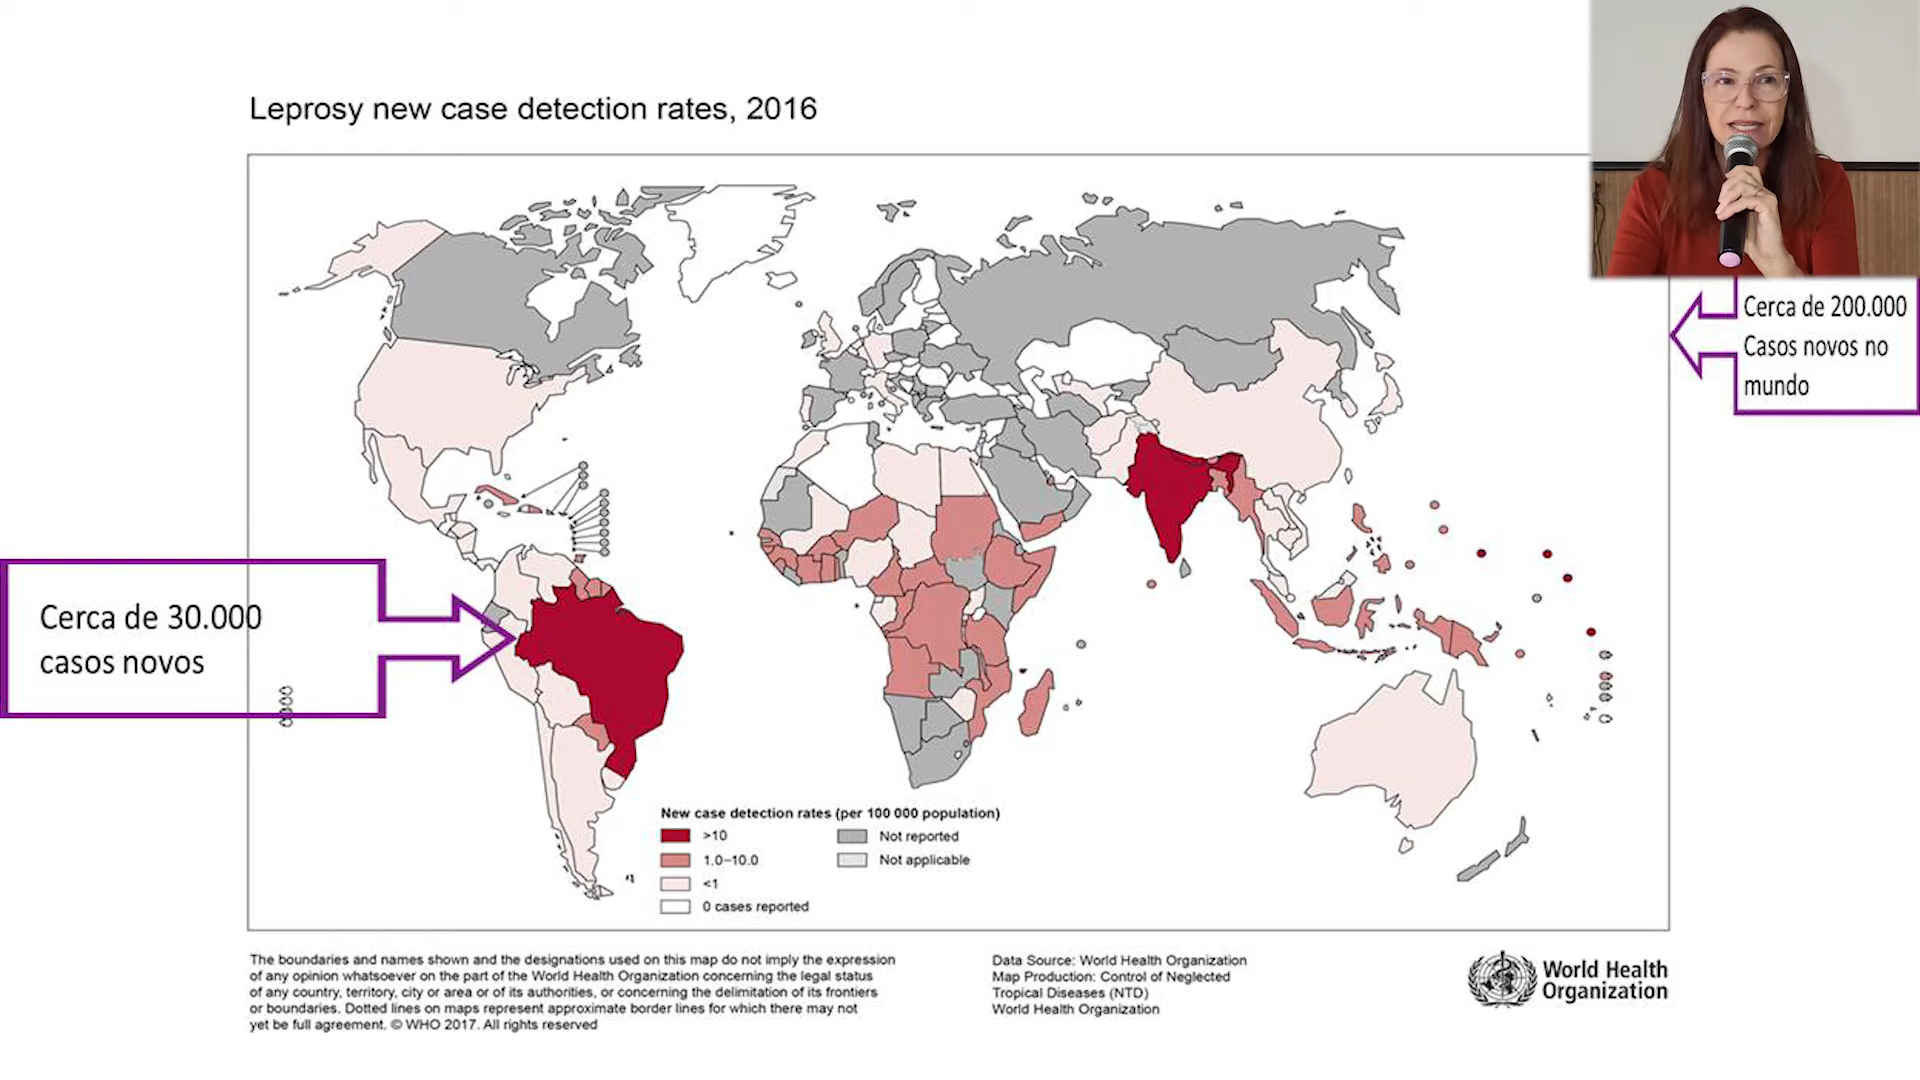 Leprosy new case detection rates, 2016
Cerca de 200.000
Casos novos no
mundo
Cerca de 30.000
casos novos
New case detection rates (per 100 000 population)
>10
1.0–10.0
<1
0 cases reported
Not reported
Not applicable
The boundaries and names shown and the designations used on this map do not imply the expression
of any opinion whatsoever on the part of the World Health Organization concerning the legal status
of any country, territory, city or area or of its authorities, or concerning the delimitation of its frontiers
or boundaries. Dotted lines on maps represent approximate border lines for which there may not
yet be full agreement. © WHO 2017. All rights reserved
Data Source: World Health Organization
Map Production: Control of Neglected
Tropical Diseases (NTD)
World Health Organization
World Health
Organization